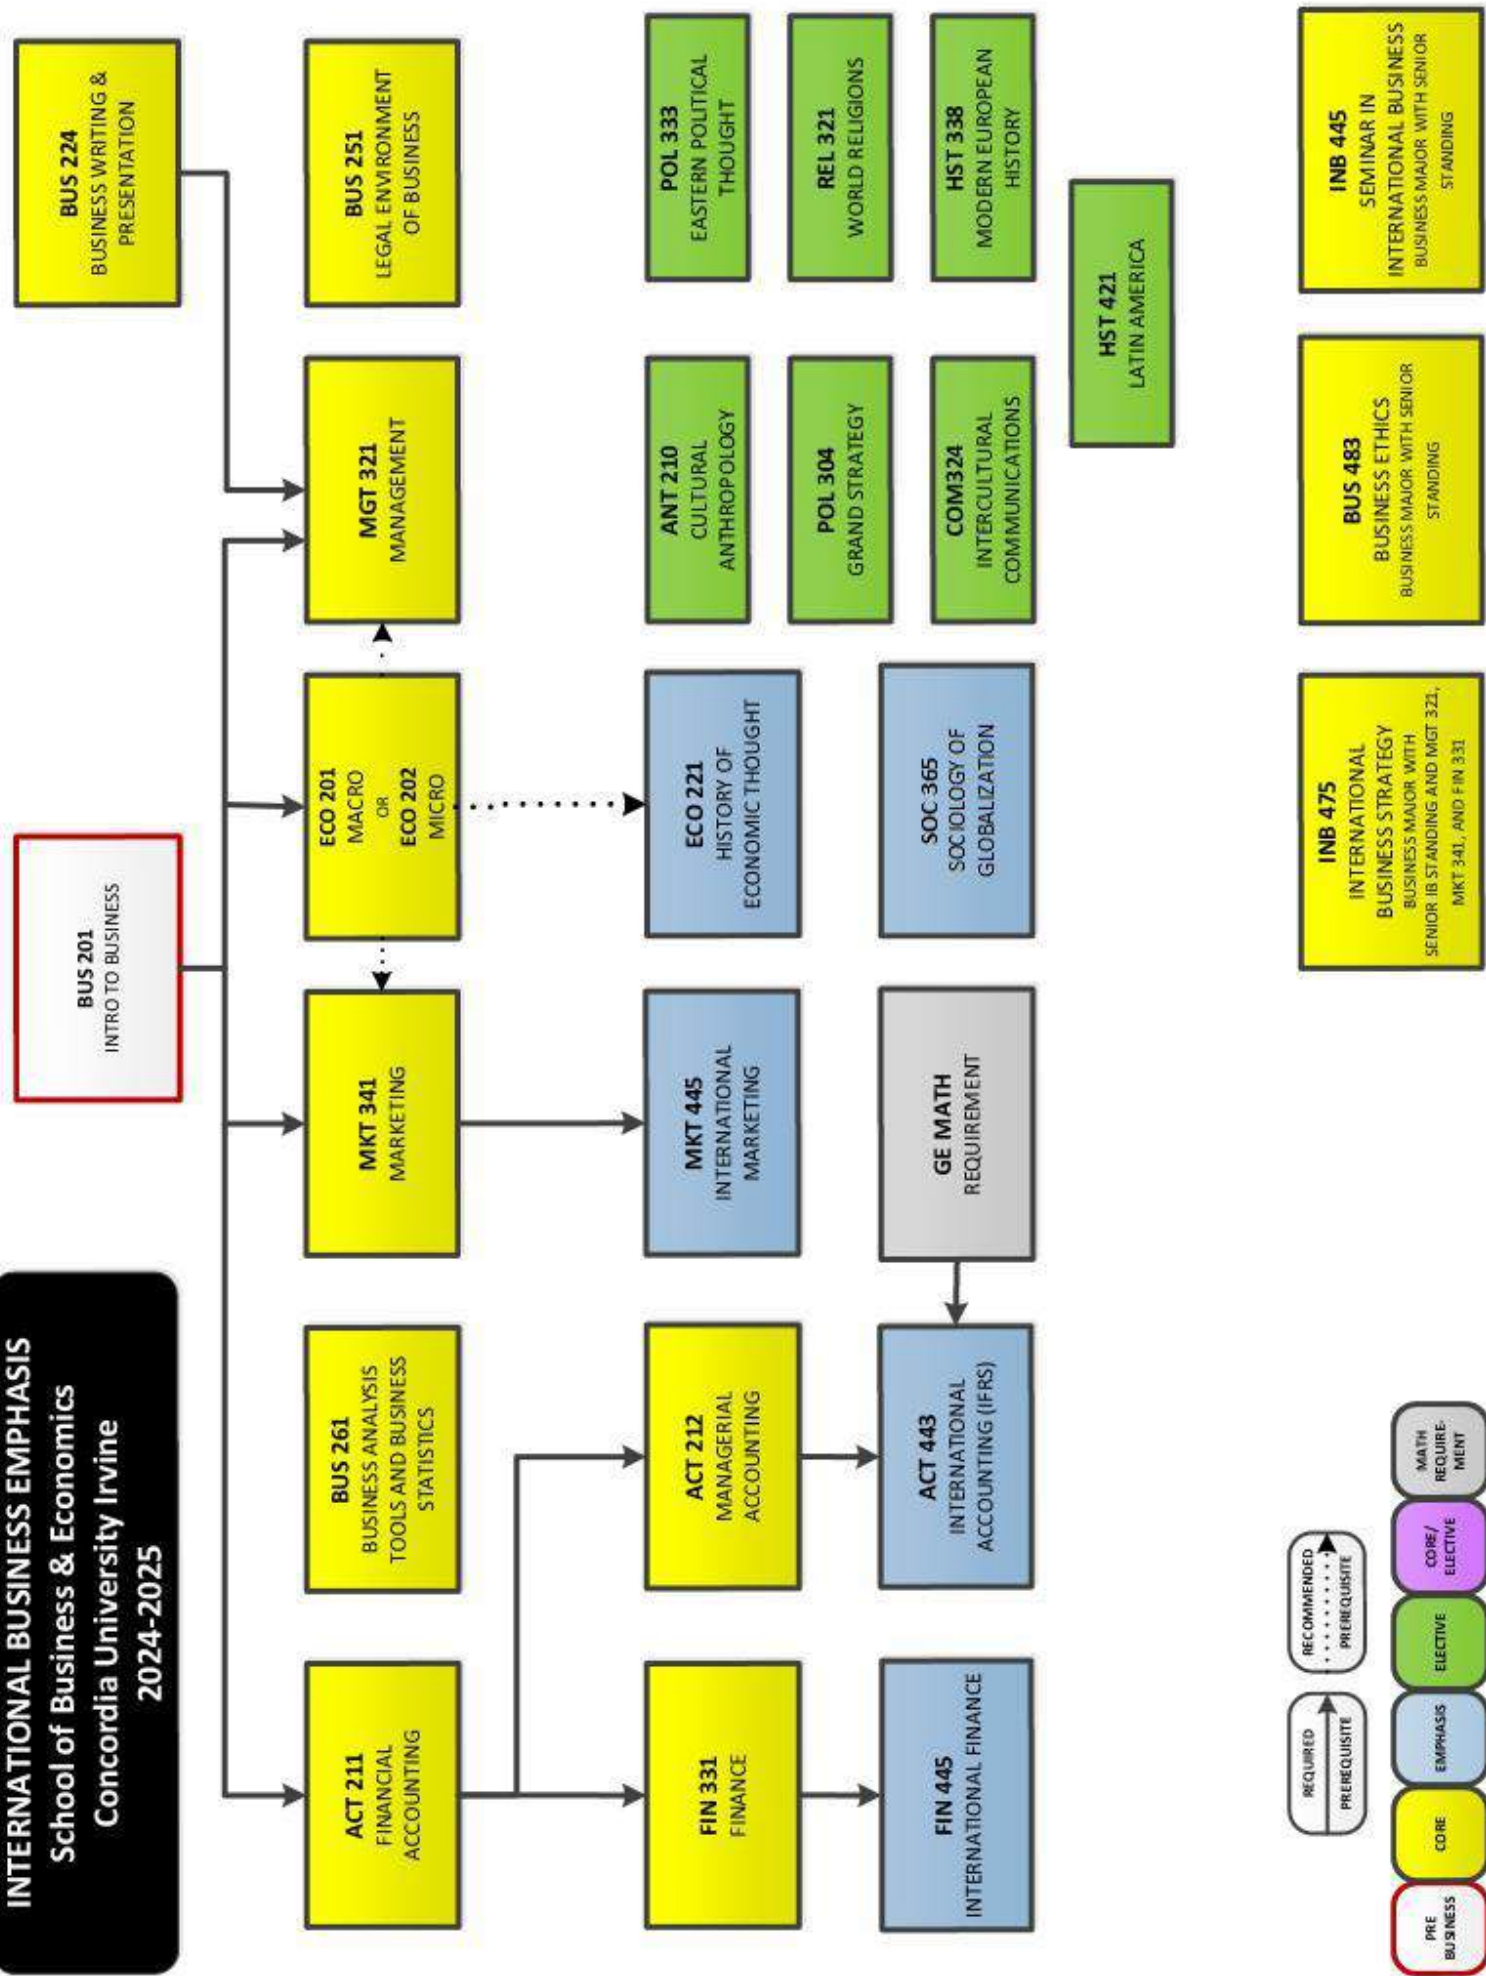 INTERNATIONAL BUSINESS EMPHASIS
School of Business & Economics
Concordia University Irvine
2024-2025
BUS 201
INTRO TO BUSINESS
BUS 224
BUSINESS WRITING &
PRESENTATION
ACT 211
FINANCIAL
ACCOUNTING
BUS 261
BUSINESS ANALYSIS
TOOLS AND BUSINESS
STATISTICS
MKT 341
MARKETING
ECO 201
MACRO
OR
ECO 202
MICRO
MGT 321
MANAGEMENT
BUS 251
LEGAL ENVIRONMENT
OF BUSINESS
FIN 331
FINANCE
ACT 212
MANAGERIAL
ACCOUNTING
MKT 445
INTERNATIONAL
MARKETING
ECO 221
HISTORY OF
ECONOMIC THOUGHT
ANT 210
CULTURAL
ANTHROPOLOGY
POL 333
EASTERN POLITICAL
THOUGHT
POL 304
GRAND STRATEGY
REL 321
WORLD RELIGIONS
FIN 445
INTERNATIONAL FINANCE
ACT 443
INTERNATIONAL
ACCOUNTING (IFRS)
GE MATH
REQUIREMENT
SOC 365
SOCIOLOGY OF
GLOBALIZATION
COM324
INTERCULTURAL
COMMUNICATIONS
HST 338
MODERN EUROPEAN
HISTORY
HST 421
LATIN AMERICA
INB 475
INTERNATIONAL
BUSINESS STRATEGY
BUSINESS MAJOR WITH
SENIOR IB STANDING AND MGT 321,
MKT 341, AND FIN 331
BUS 483
BUSINESS ETHICS
BUSINESS MAJOR WITH SENIOR
STANDING
INB 445
SEMINAR IN
INTERNATIONAL BUSINESS
BUSINESS MAJOR WITH SENIOR
STANDING
REQUIRED
PREREQUISITE
RECOMMENDED
PREREQUISITE
PRE
BUSINESS
CORE
EMPHASIS
ELECTIVE
CORE/
ELECTIVE
MATH
REQUIRE-
MENT